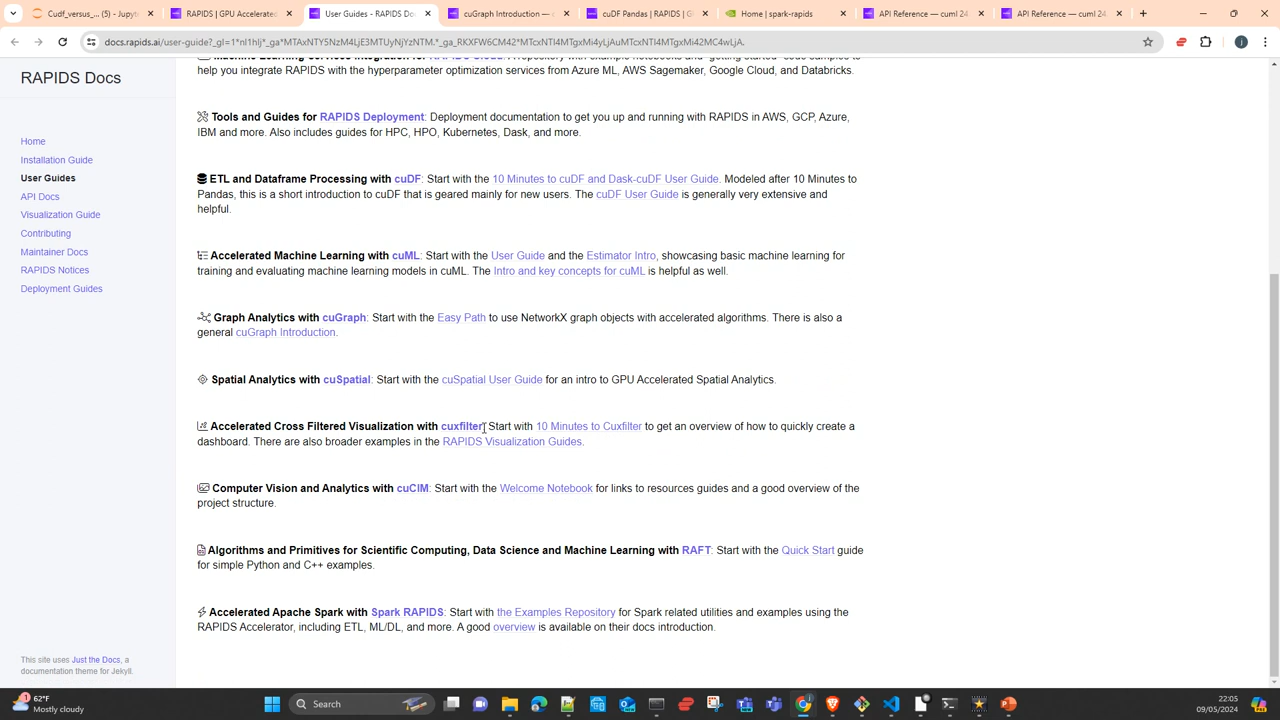 Cudf_versus_... (5) - Jupyt
RAPIDS | GPU Accelerated
User Guides - RAPIDS Do
cuGraph Introduction — c
cuDF Pandas | RAPIDS | G
Home | spark-rapids
API Reference — cuml 24.
API Reference — cuml 24.
docs.rapids.ai/user-guide?_gl=1*nl1hlj*_ga*MTAxNTY5NzM4LjE3MTUyNjYzNTM.*_ga_RKXFW6CM42*MTcxNTI4MTgxMi4yLjAuMTcxNTI4MTgxMi42MC4wLjA.
RAPIDS Docs
Home
Installation Guide
User Guides
API Docs
Visualization Guide
Contributing
Maintainer Docs
RAPIDS Notices
Deployment Guides
This site uses Just the Docs, a
documentation theme for Jekyll.
help you integrate RAPIDS with the hyperparameter optimization services from Azure ML, AWS Sagemaker, Google Cloud, and Databricks.
Tools and Guides for RAPIDS Deployment: Deployment documentation to get you up and running with RAPIDS in AWS, GCP, Azure,
IBM and more. Also includes guides for HPC, HPO, Kubernetes, Dask, and more.
ETL and Dataframe Processing with cuDF: Start with the 10 Minutes to cuDF and Dask-cuDF User Guide. Modeled after 10 Minutes to
Pandas, this is a short introduction to cuDF that is geared mainly for new users. The cuDF User Guide is generally very extensive and
helpful.
Accelerated Machine Learning with cuML: Start with the User Guide and the Estimator Intro, showcasing basic machine learning for
training and evaluating machine learning models in cuML. The Intro and key concepts for cuML is helpful as well.
Graph Analytics with cuGraph: Start with the Easy Path to use NetworkX graph objects with accelerated algorithms. There is also a
general cuGraph Introduction.
Spatial Analytics with cuSpatial: Start with the cuSpatial User Guide for an intro to GPU Accelerated Spatial Analytics.
Accelerated Cross Filtered Visualization with cuxfilter: Start with 10 Minutes to Cuxfilter to get an overview of how to quickly create a
dashboard. There are also broader examples in the RAPIDS Visualization Guides.
Computer Vision and Analytics with cuCIM: Start with the Welcome Notebook for links to resources guides and a good overview of the
project structure.
Algorithms and Primitives for Scientific Computing, Data Science and Machine Learning with RAFT: Start with the Quick Start guide
for simple Python and C++ examples.
Accelerated Apache Spark with Spark RAPIDS: Start with the Examples Repository for Spark related utilities and examples using the
RAPIDS Accelerator, including ETL, ML/DL, and more. A good overview is available on their docs introduction.
1
62°F
Mostly cloudy
Search
22:05
09/05/2024